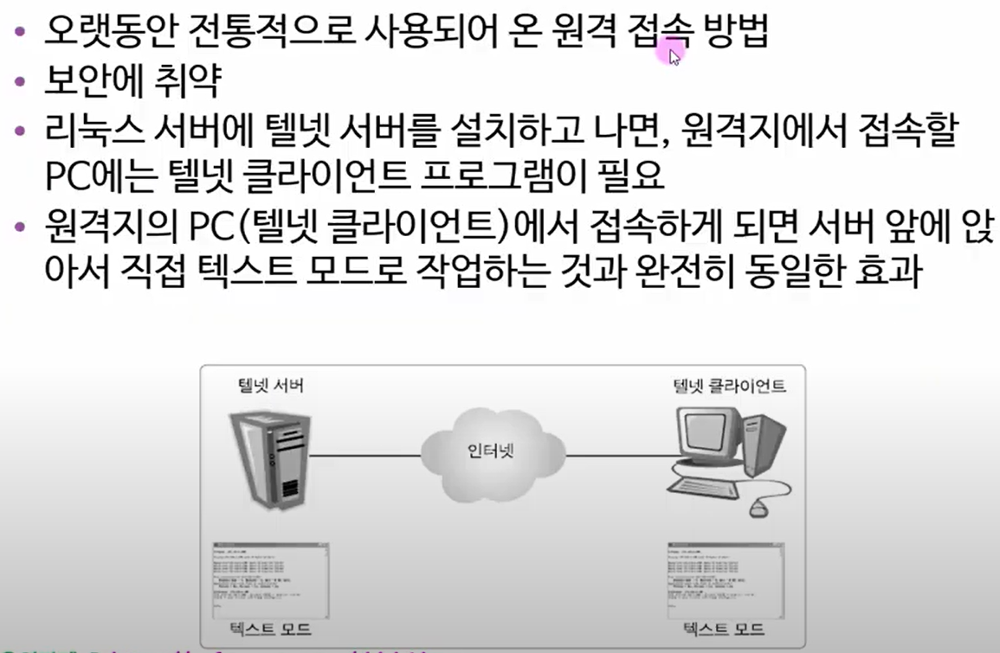 • 오랫동안 전통적으로 사용되어 온 원격 접속 방법
• 보안에 취약
• 리눅스 서버에 텔넷 서버를 설치하고 나면, 원격지에서 접속할
PC에는 텔넷 클라이언트 프로그램이 필요
• 원격지의 PC(텔넷 클라이언트)에서 접속하게 되면 서버 앞에 앉
아서 직접 텍스트 모드로 작업하는 것과 완전히 동일한 효과
텔넷 서버
텔넷 클라이언트
인터넷
텍스트 모드
텍스트 모드